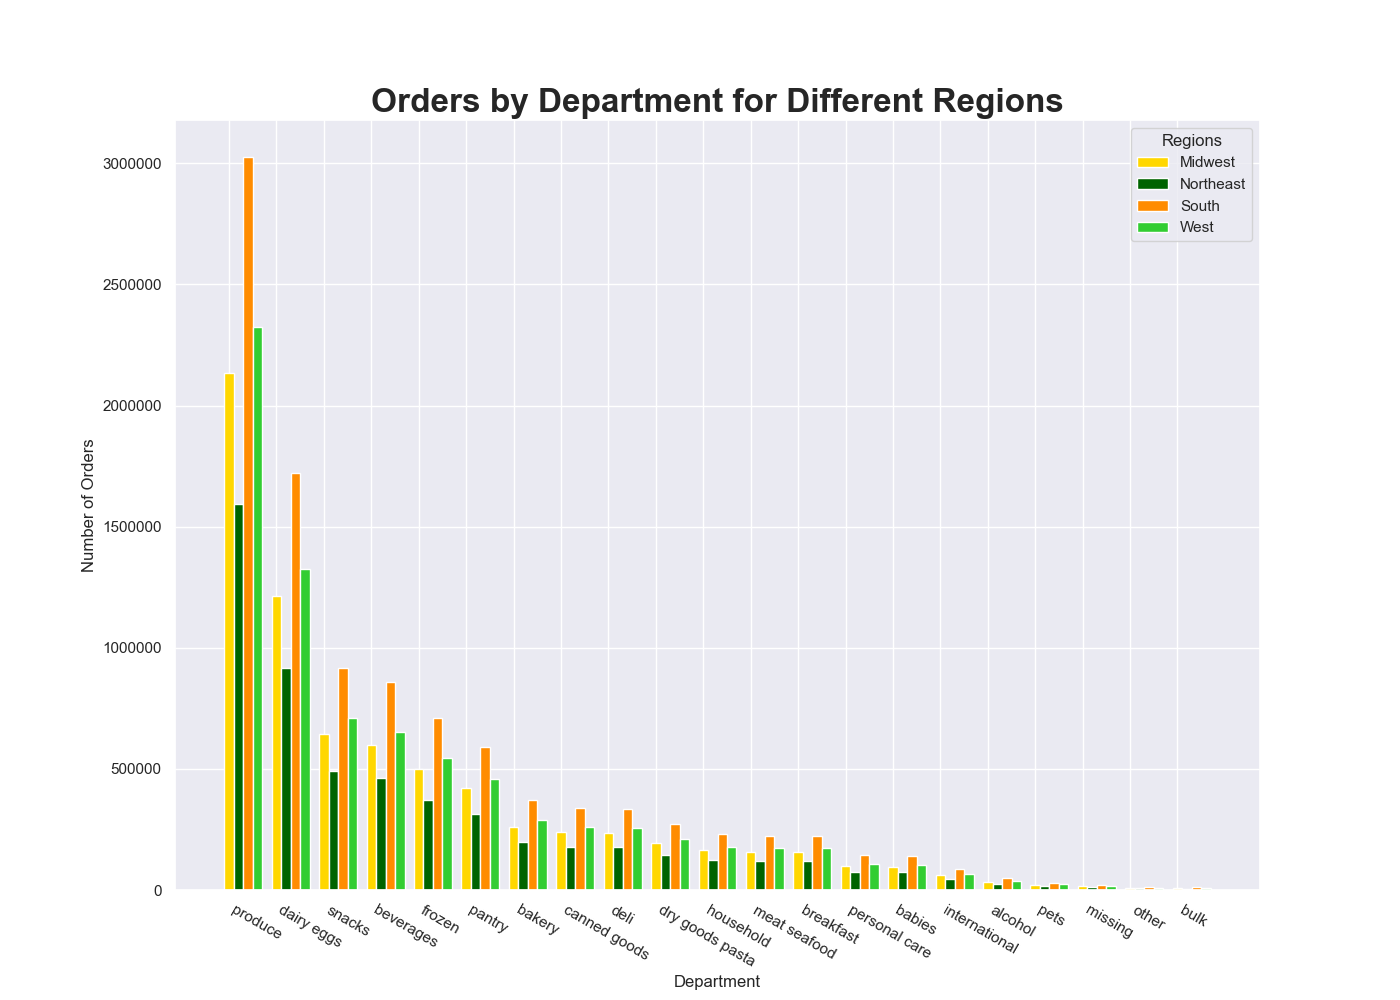 Orders by Department for Different Regions
Regions
Midwest
Northeast
South
West
3000000
2500000
2000000
1500000
1000000
500000
0
Number of Orders
produce
dairy eggs
snacks
beverages
frozen
pantry
bakery
canned goods
deli
dry goods pasta
household
meat seafood
breakfast
personal care
babies
international
alcohol
pets
missing
other
bulk
Department